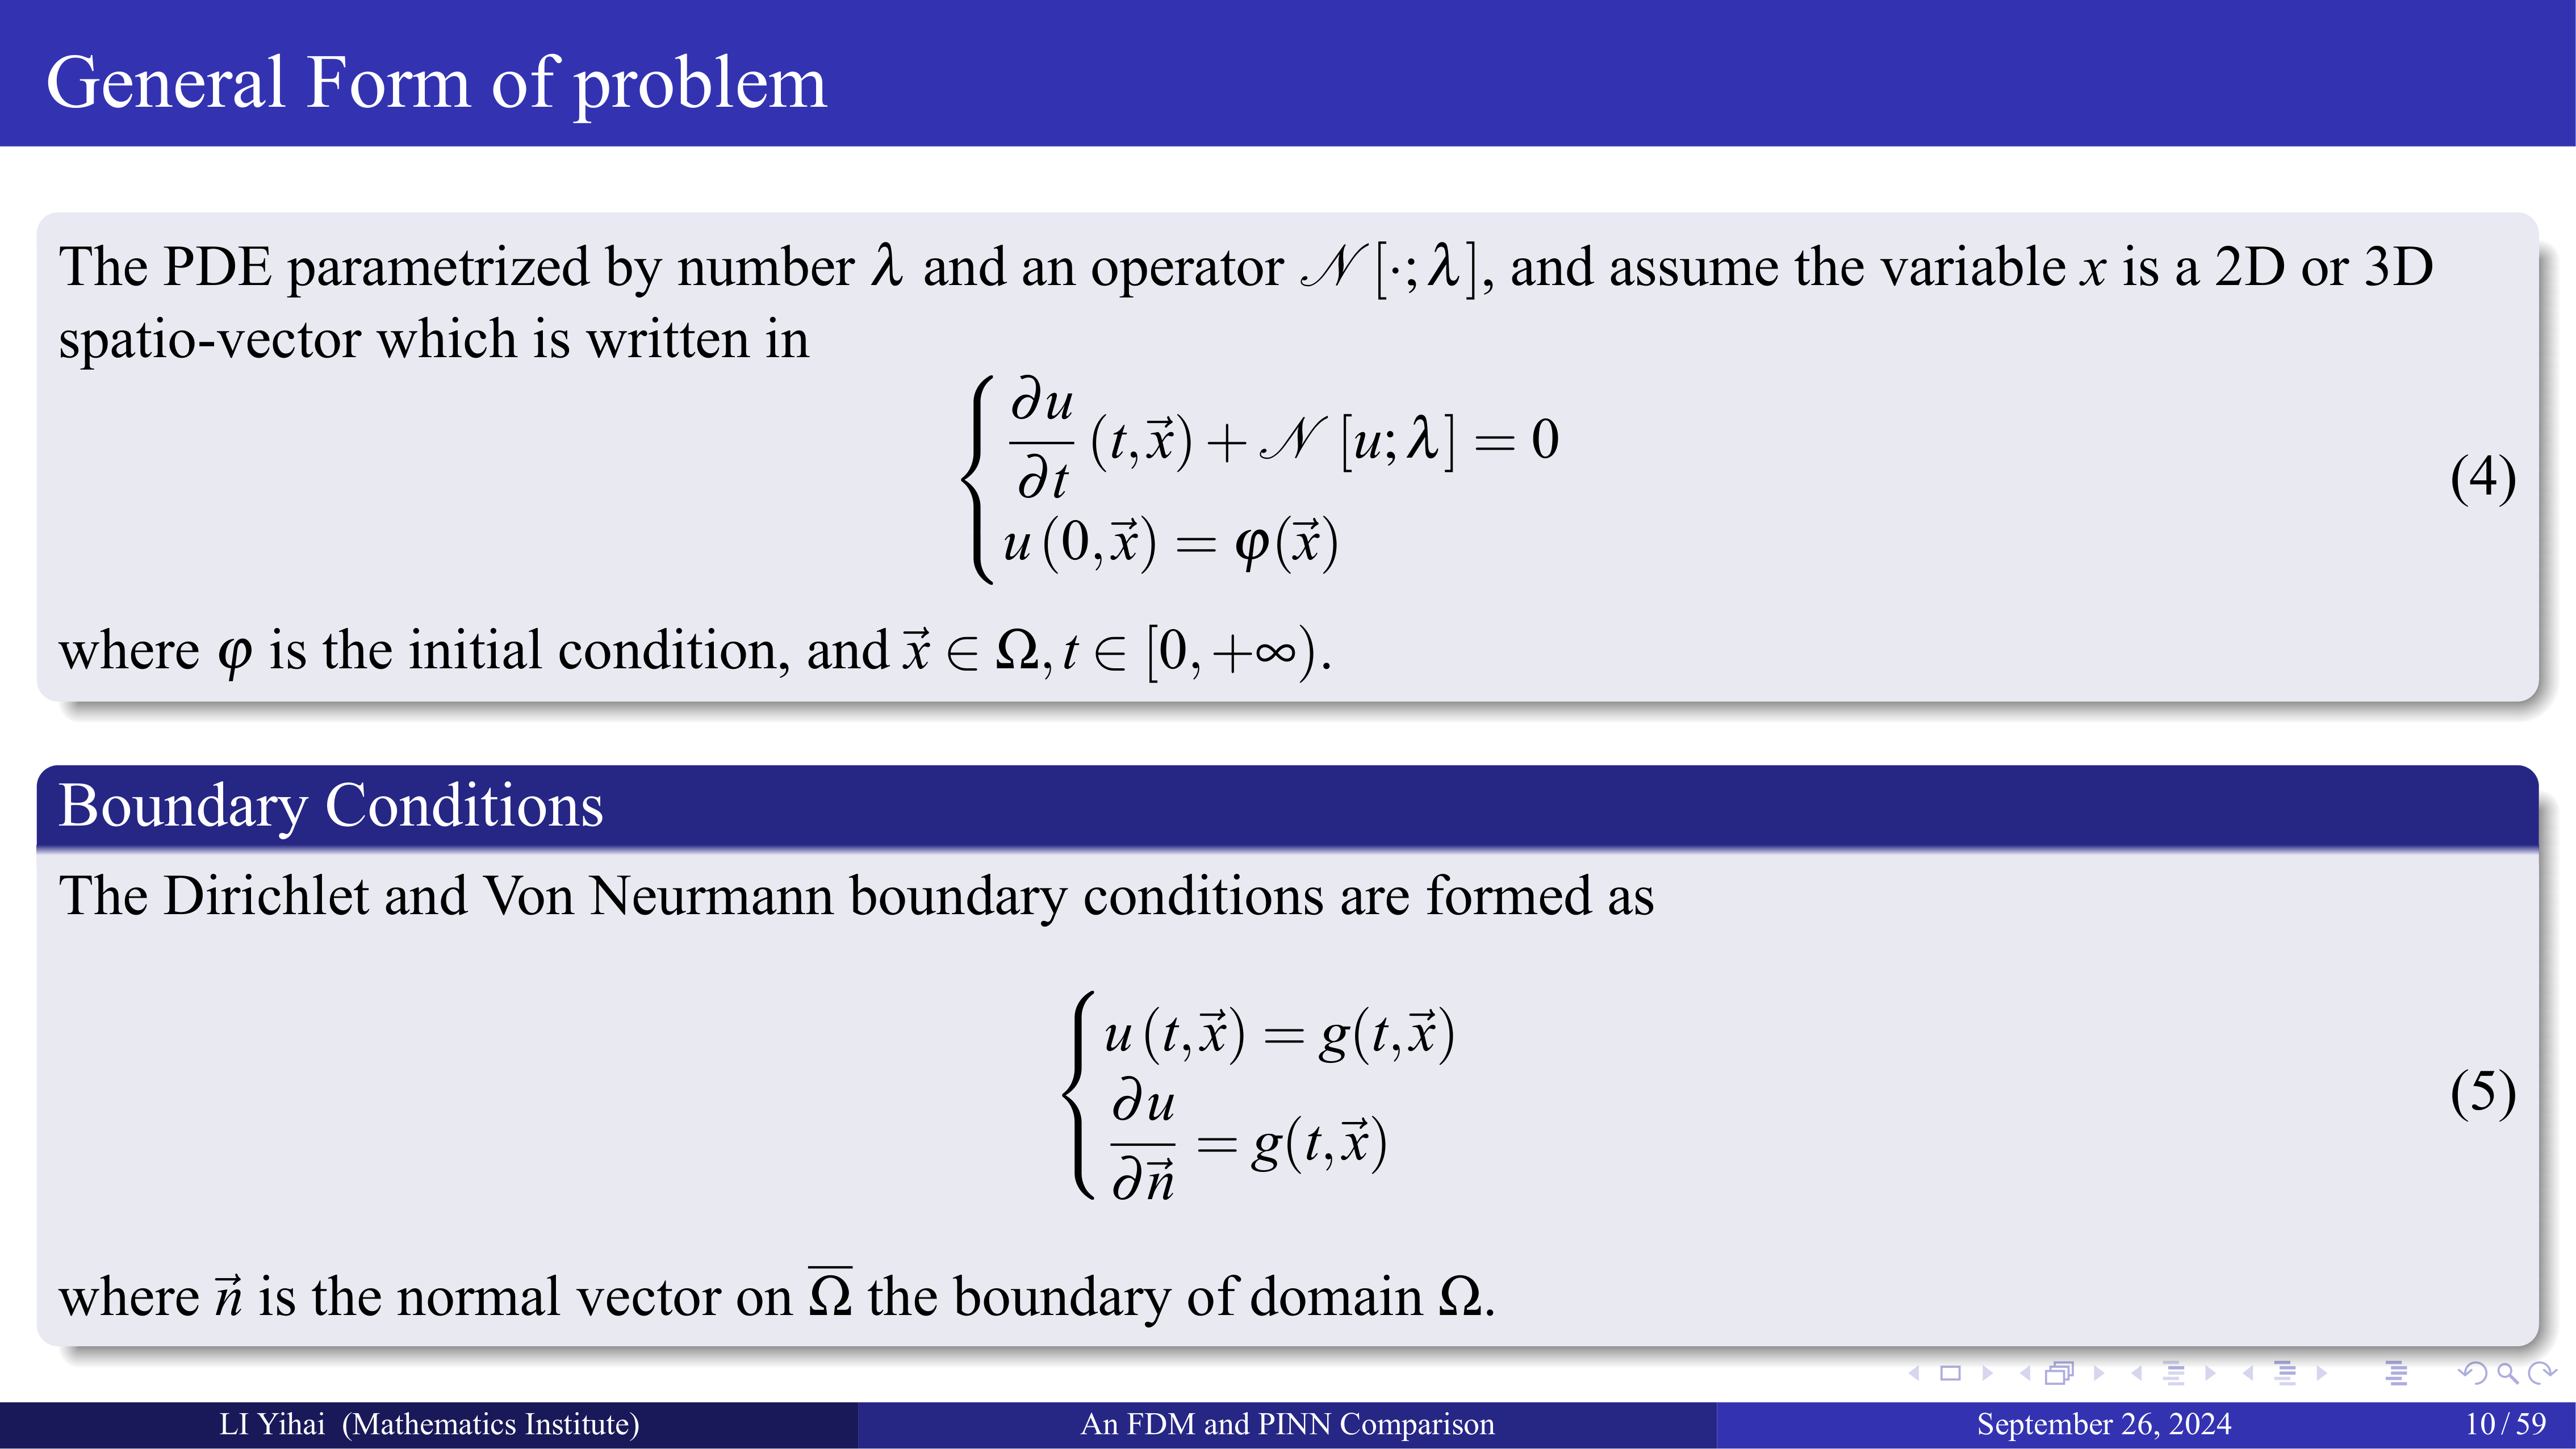 General Form of problem
The PDE parametrized by number λ and an operator 𝒩[·; λ], and assume the variable x is a 2D or 3D
spatio-vector which is written in
{ ∂u/∂t (t, x⃗) + 𝒩[u; λ] = 0
u(0, x⃗) = φ(x⃗)
(4)
where φ is the initial condition, and x⃗ ∈ Ω, t ∈ [0, +∞).
Boundary Conditions
The Dirichlet and Von Neurmann boundary conditions are formed as
{ u(t, x⃗) = g(t, x⃗)
∂u/∂n⃗ = g(t, x⃗)
(5)
where n⃗ is the normal vector on Ω̅ the boundary of domain Ω.
LI Yihai (Mathematics Institute) An FDM and PINN Comparison September 26, 2024 10 / 59